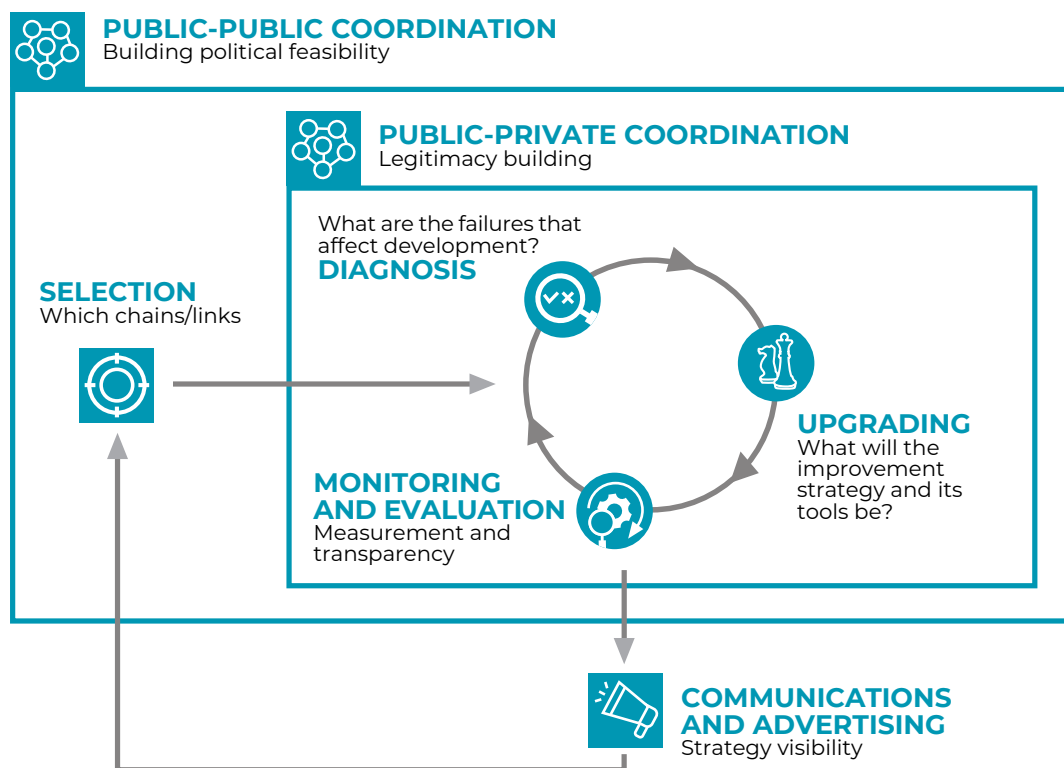 PUBLIC-PUBLIC COORDINATION
Building political feasibility
PUBLIC-PRIVATE COORDINATION
Legitimacy building
What are the failures that
affect development?
DIAGNOSIS
SELECTION
Which chains/links
UPGRADING
What will the
improvement
strategy and its
tools be?
MONITORING
AND EVALUATION
Measurement and
transparency
COMMUNICATIONS
AND ADVERTISING
Strategy visibility